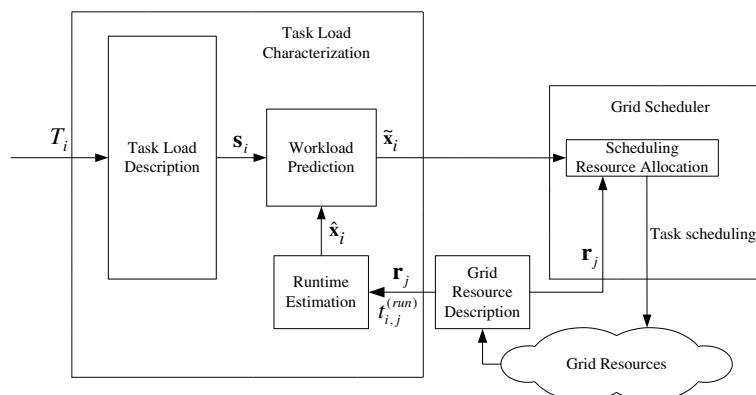 Task Load
Characterization
Grid Scheduler
T_i
Task Load
Description
s_i
Workload
Prediction
x̃_i
Scheduling
Resource Allocation
x̂_i
Task scheduling
r_j
Runtime
Estimation
r_j
t_{i,j}^{(run)}
Grid
Resource
Description
Grid Resources